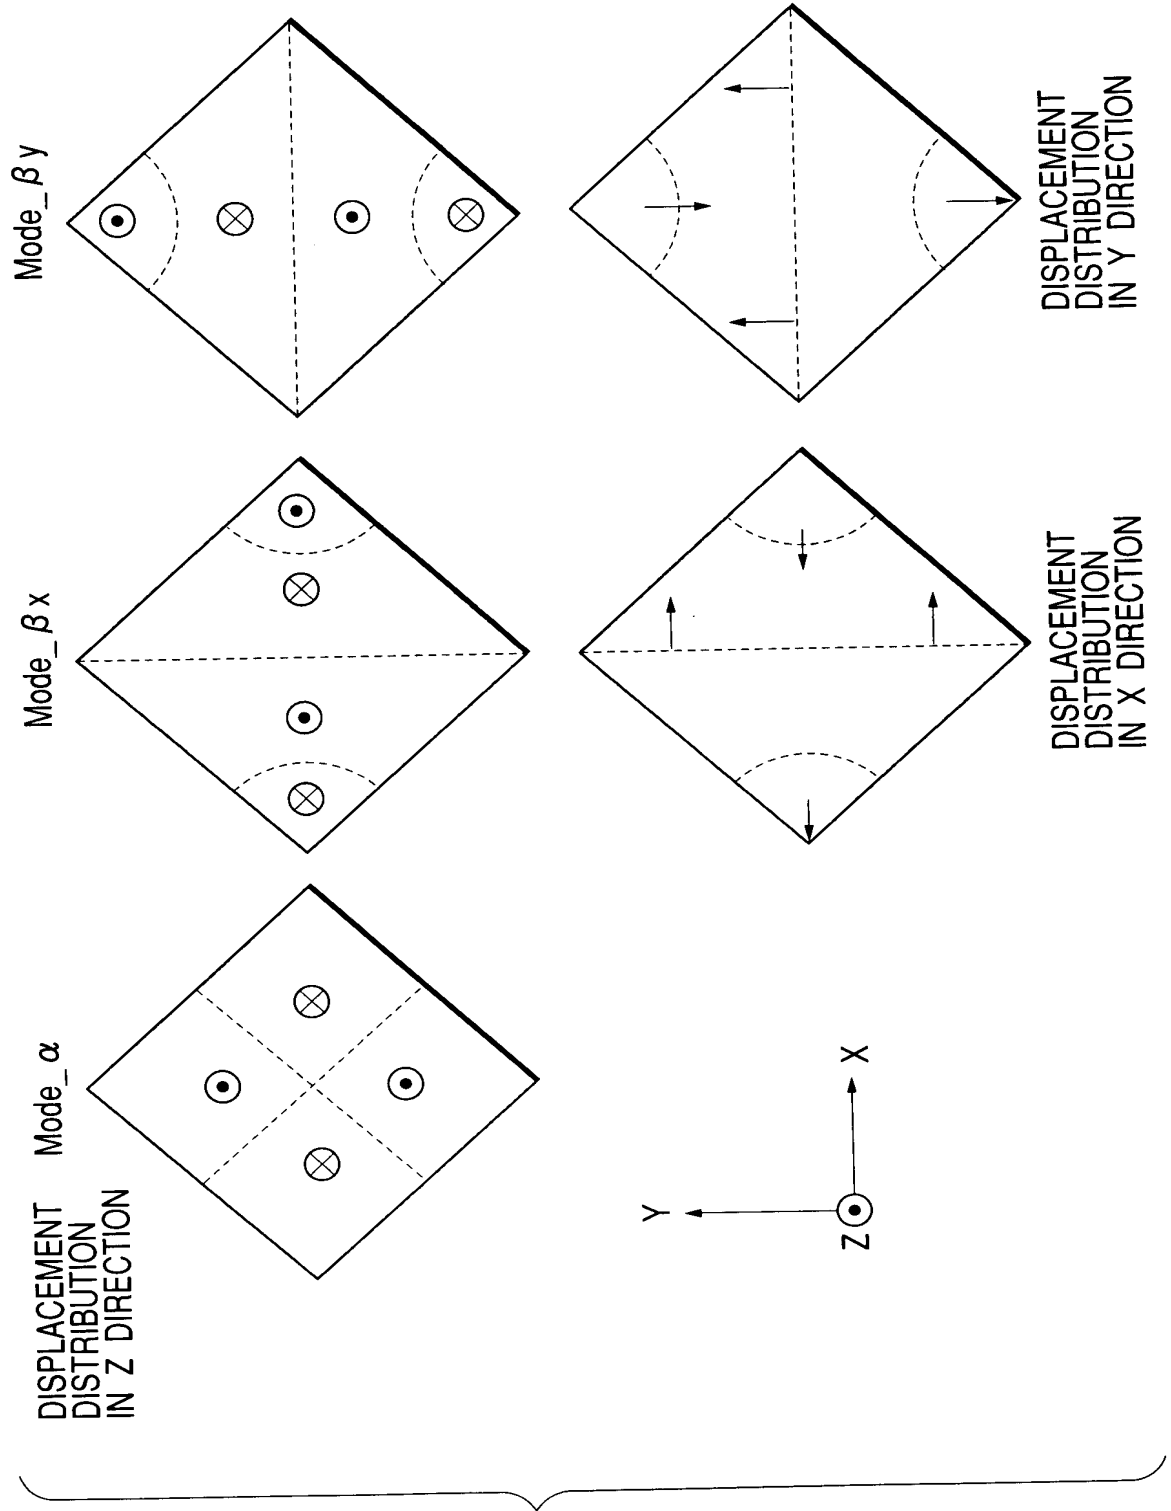 DISPLACEMENT
DISTRIBUTION
IN Z DIRECTION
Mode_α
Mode_βx
Mode_βy
Y
Z
X
DISPLACEMENT
DISTRIBUTION
IN X DIRECTION
DISPLACEMENT
DISTRIBUTION
IN Y DIRECTION